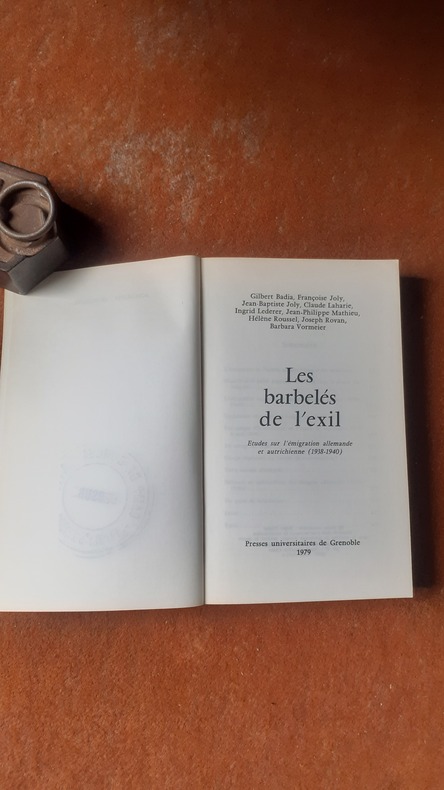 Gilbert Badia, Françoise Joly,
Jean-Baptiste Joly, Claude Laharie,
Ingrid Lederer, Jean-Philippe Mathieu,
Hélène Roussel, Joseph Rovan,
Barbara Vormeier
Les
barbelés
de l'exil
Etudes sur l'émigration allemande
et autrichienne (1938-1940)
Presses universitaires de Grenoble
1979